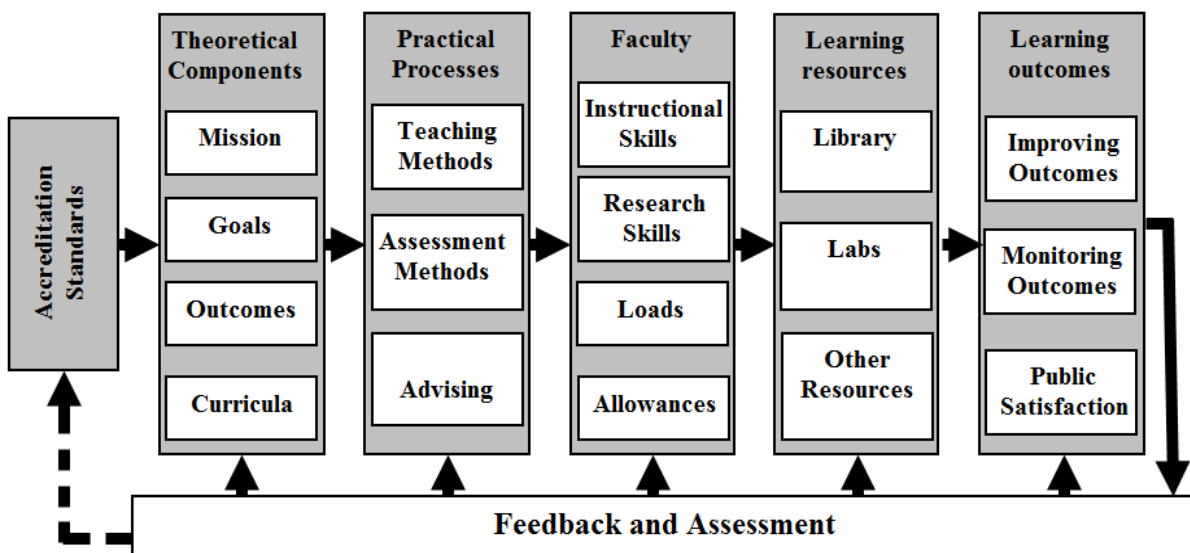 Accreditation
Standards
Theoretical
Components
Mission
Goals
Outcomes
Curricula
Practical
Processes
Teaching
Methods
Assessment
Methods
Advising
Faculty
Instructional
Skills
Research
Skills
Loads
Allowances
Learning
resources
Library
Labs
Other
Resources
Learning
outcomes
Improving
Outcomes
Monitoring
Outcomes
Public
Satisfaction
Feedback and Assessment